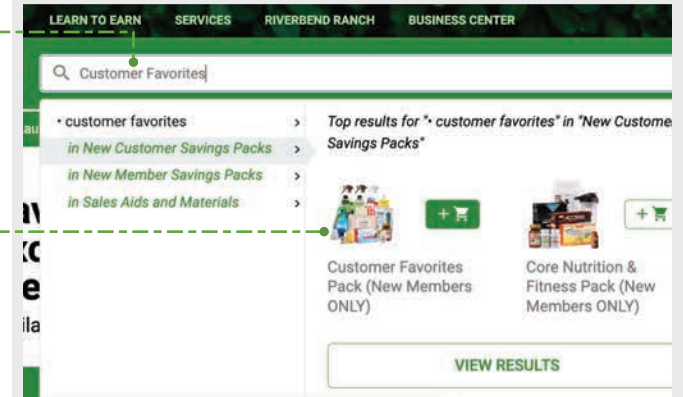 LEARN TO EARN SERVICES RIVERBEND RANCH BUSINESS CENTER
Customer Favorites
• customer favorites
in New Customer Savings Packs
in New Member Savings Packs
in Sales Aids and Materials
Top results for "• customer favorites" in "New Custome
Savings Packs"
Customer Favorites
Pack (New Members
ONLY)
Core Nutrition &
Fitness Pack (New
Members ONLY)
VIEW RESULTS